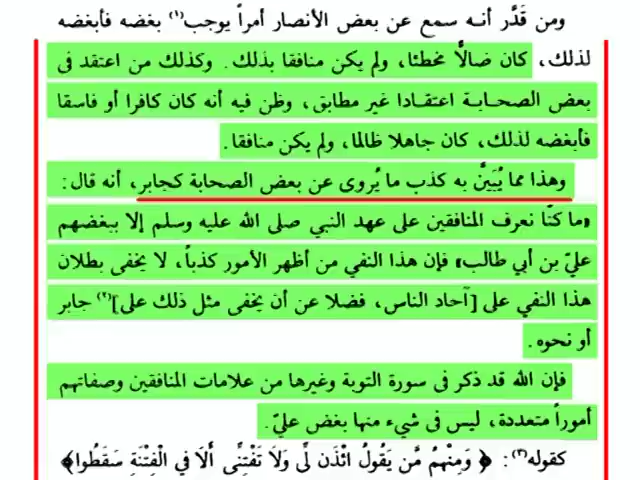 ومن قَدَّر أنه سمع عن بعض الأنصار أمراً يوجب(١) بغضه فأبغضه
لذلك، كان ضالًّا مخطئا، ولم يكن منافقا بذلك. وكذلك من اعتقد فى
بعض الصحابة اعتقادا غير مطابق، وظن فيه أنه كان كافرا أو فاسقا
فأبغضه لذلك، كان جاهلا ظالما، ولم يكن منافقا.
وهذا مما يُبَيَّنُ به كذب ما يُروى عن بعض الصحابة كجابر، أنه قال:
«ما كنَّا نعرف المنافقين على عهد النبي صلى الله عليه وسلم إلا ببغضهم
عليّ بن أبي طالب» فإن هذا النفي من أظهر الأمور كذباً، لا يخفى بطلان
هذا النفي على [آحاد الناس، فضلا عن أن يخفى مثل ذلك على](٢) جابر
أو نحوه.
فإن الله قد ذكر فى سورة التوبة وغيرها من علامات المنافقين وصفاتهم
أموراً متعددة، ليس فى شيء منها بغض عليّ.
كقوله(٣): ﴿ وَمِنْهُم مَّن يَقُولُ ائْذَن لِّى وَلَا تَفْتِنِّى أَلَا فِي الْفِتْنَةِ سَقَطُوا﴾